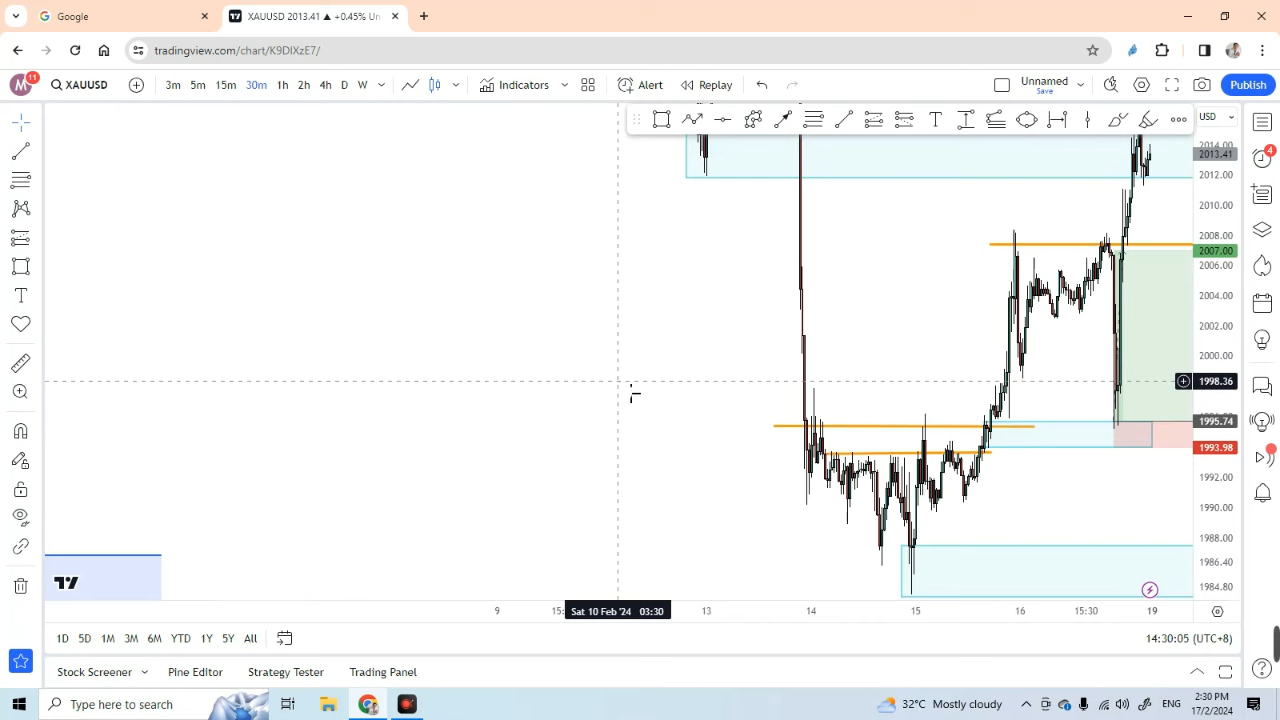 Google
XAUUSD 2013.41 ▲ +0.45% Un
tradingview.com/chart/K9DIXzE7/
M 11 XAUUSD 3m 5m 15m 30m 1h 2h 4h D W Indicators Alert Replay Unnamed Save Publish
USD
2014.00
2013.41
2012.00
2010.00
2008.00
2007.00
2006.00
2004.00
2002.00
2000.00
1998.36
1995.74
1993.98
1992.00
1990.00
1988.00
1986.40
1984.80
4
9 15: Sat 10 Feb '24 03:30 13 14 15 16 15:30 19
1D 5D 1M 3M 6M YTD 1Y 5Y All 14:30:05 (UTC+8)
Stock Screener Pine Editor Strategy Tester Trading Panel
Type here to search 32°C Mostly cloudy ENG 2:30 PM
17/2/2024